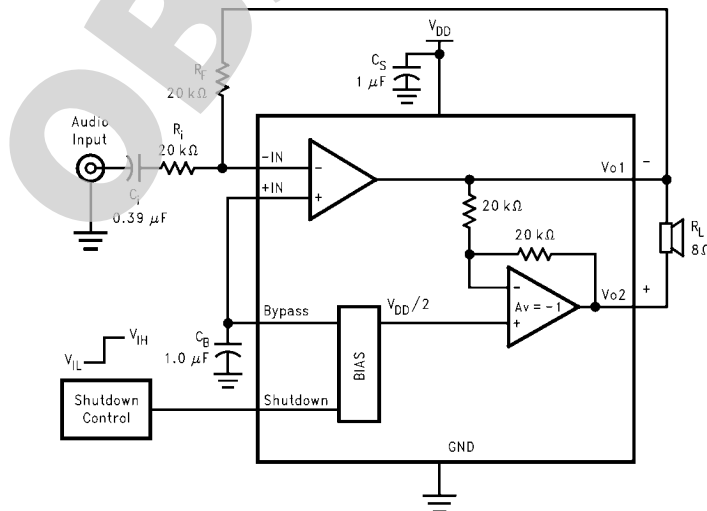 OB
V_DD
C_S
1 μF
R_F
20 kΩ
Audio
Input
R_i
20 kΩ
-IN
-
+IN
+
C_i
0.39 μF
Vo1
-
20 kΩ
20 kΩ
R_L
8Ω
-
Av = -1
+
Vo2
+
Bypass
V_DD/2
C_B
1.0 μF
BIAS
V_IH
V_IL
Shutdown
Control
Shutdown
GND